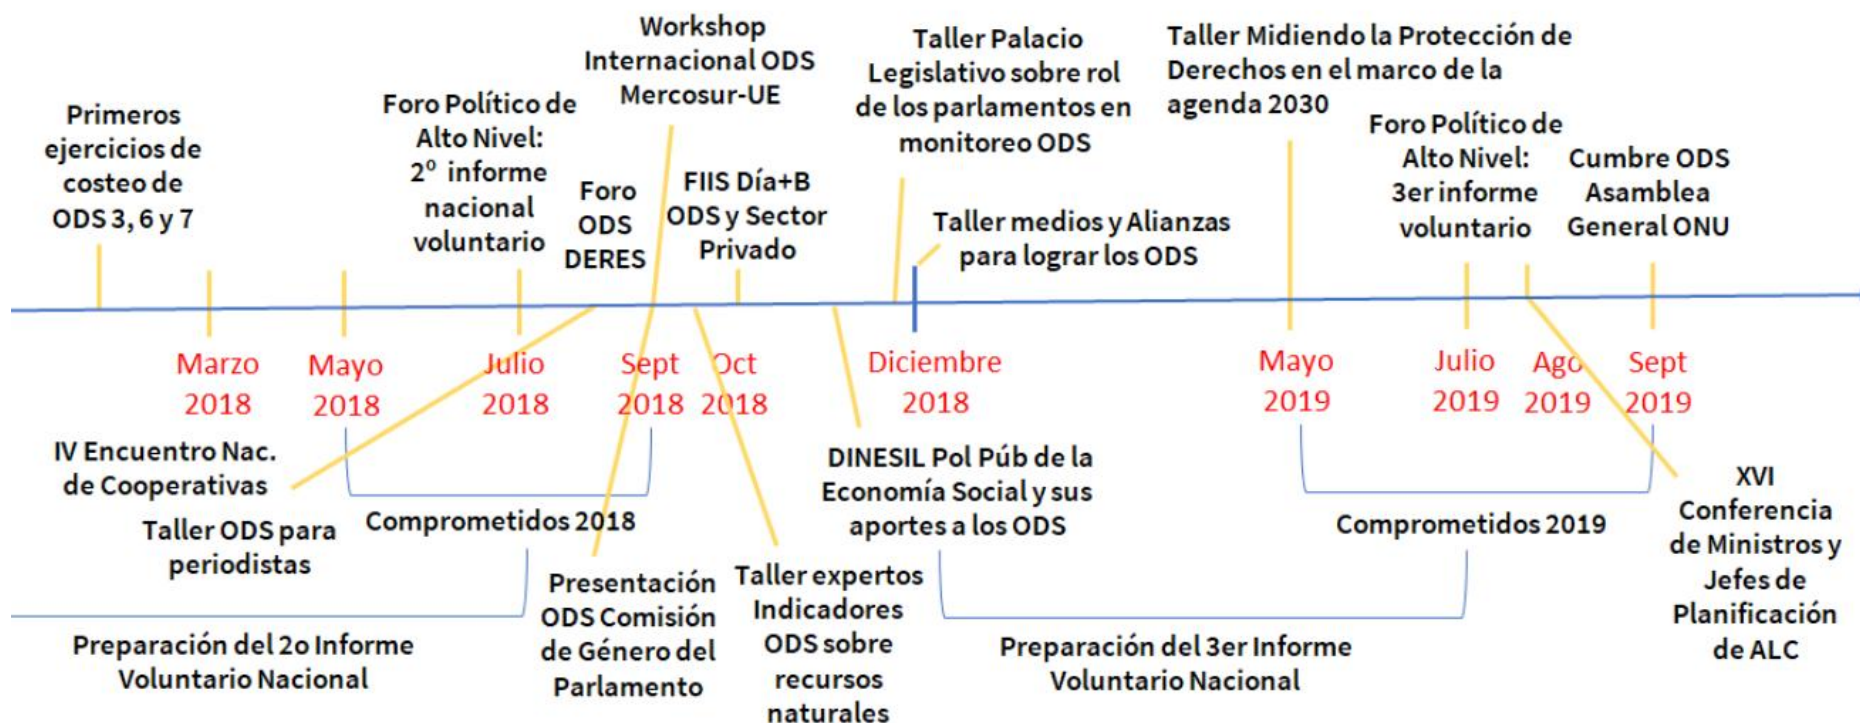 Primeros
ejercicios de
costeo de
ODS 3, 6 y 7
Foro Político de
Alto Nivel:
2º informe
nacional
voluntario
Foro
ODS
DERES
Workshop
Internacional ODS
Mercosur-UE
FIIS Día+B
ODS y Sector
Privado
Taller Palacio
Legislativo sobre rol
de los parlamentos en
monitoreo ODS
Taller medios y Alianzas
para lograr los ODS
Taller Midiendo la Protección de
Derechos en el marco de la
agenda 2030
Foro Político de
Alto Nivel:
3er informe
voluntario
Cumbre ODS
Asamblea
General ONU
Marzo
2018
Mayo
2018
Julio
2018
Sept
2018
Oct
2018
Diciembre
2018
Mayo
2019
Julio
2019
Ago
2019
Sept
2019
IV Encuentro Nac.
de Cooperativas
Taller ODS para
periodistas
Comprometidos 2018
Preparación del 2o Informe
Voluntario Nacional
Presentación
ODS Comisión
de Género del
Parlamento
Taller expertos
Indicadores
ODS sobre
recursos
naturales
DINESIL Pol Púb de la
Economía Social y sus
aportes a los ODS
Preparación del 3er Informe
Voluntario Nacional
Comprometidos 2019
XVI
Conferencia
de Ministros y
Jefes de
Planificación
de ALC